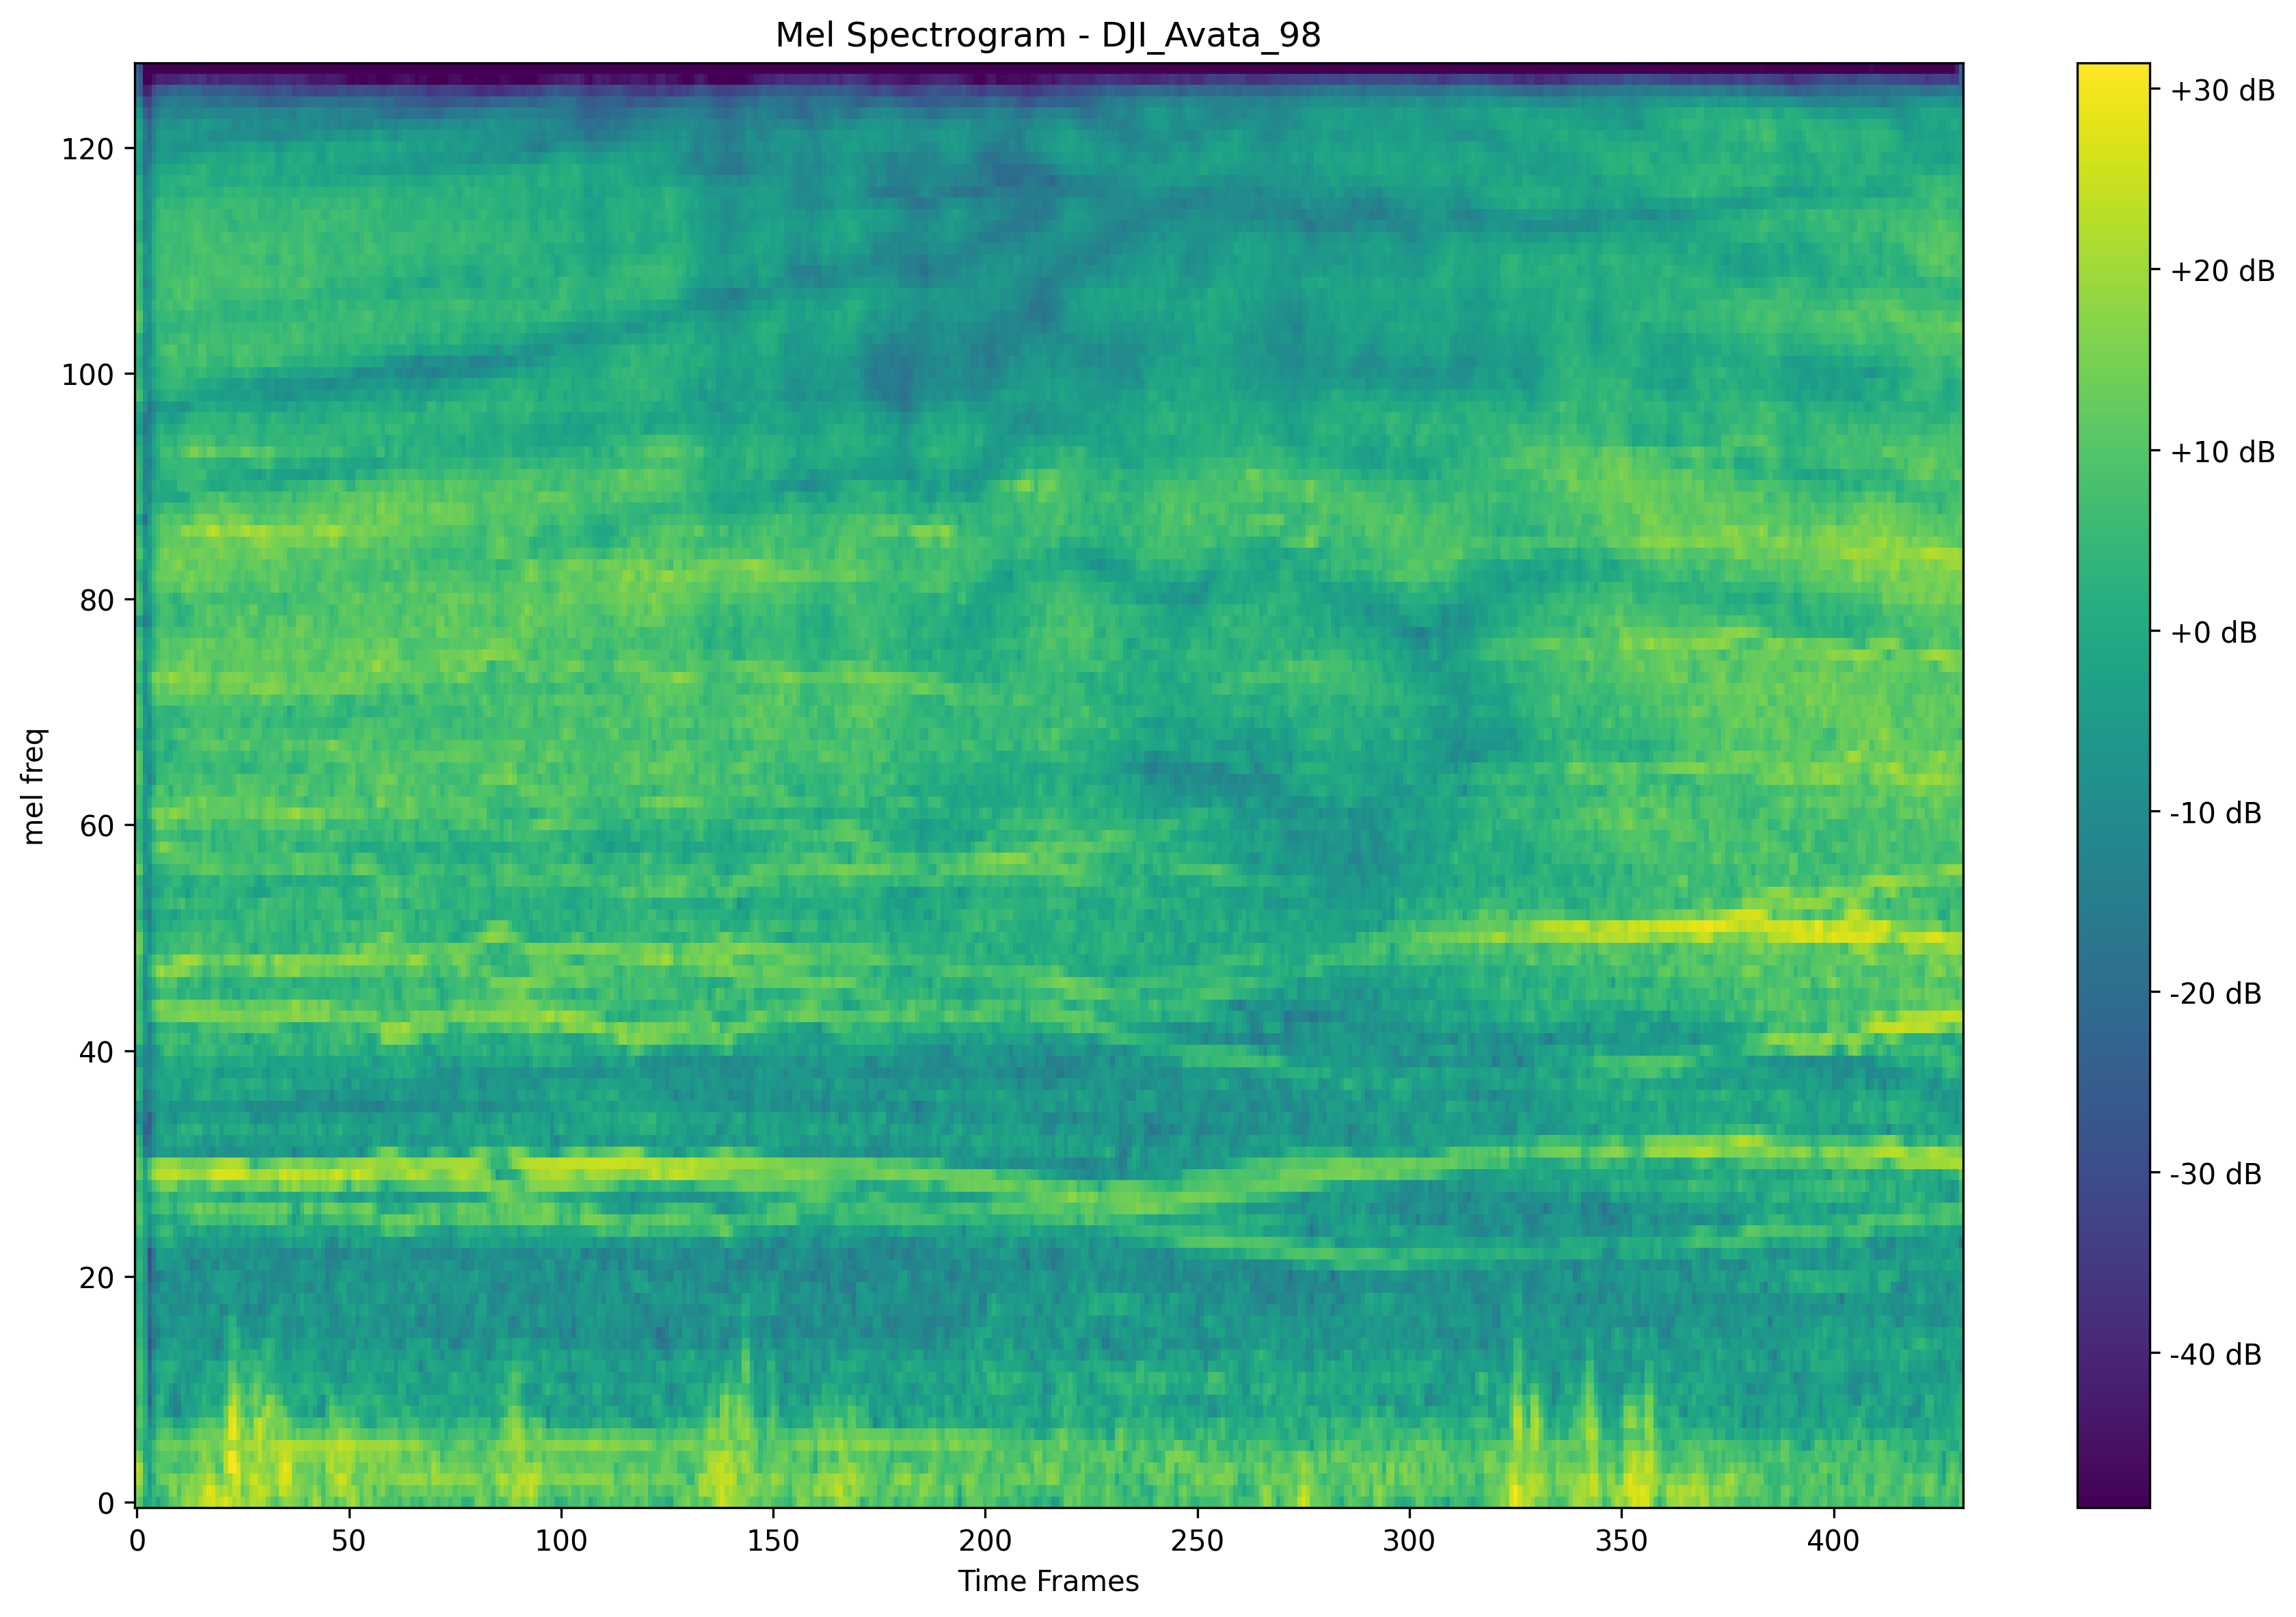 Mel Spectrogram - DJI_Avata_98
mel freq
120
100
80
60
40
20
0
0 50 100 150 200 250 300 350 400
Time Frames
+30 dB
+20 dB
+10 dB
+0 dB
-10 dB
-20 dB
-30 dB
-40 dB